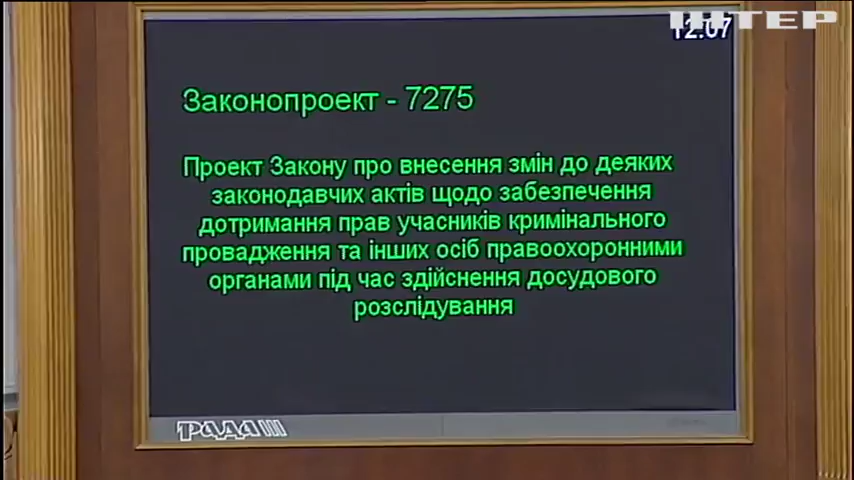 ІНТЕР
12:07
Законопроект - 7275
Проект Закону про внесення змін до деяких
законодавчих актів щодо забезпечення
дотримання прав учасників кримінального
провадження та інших осіб правоохоронними
органами під час здійснення досудового
розслідування
РАДА